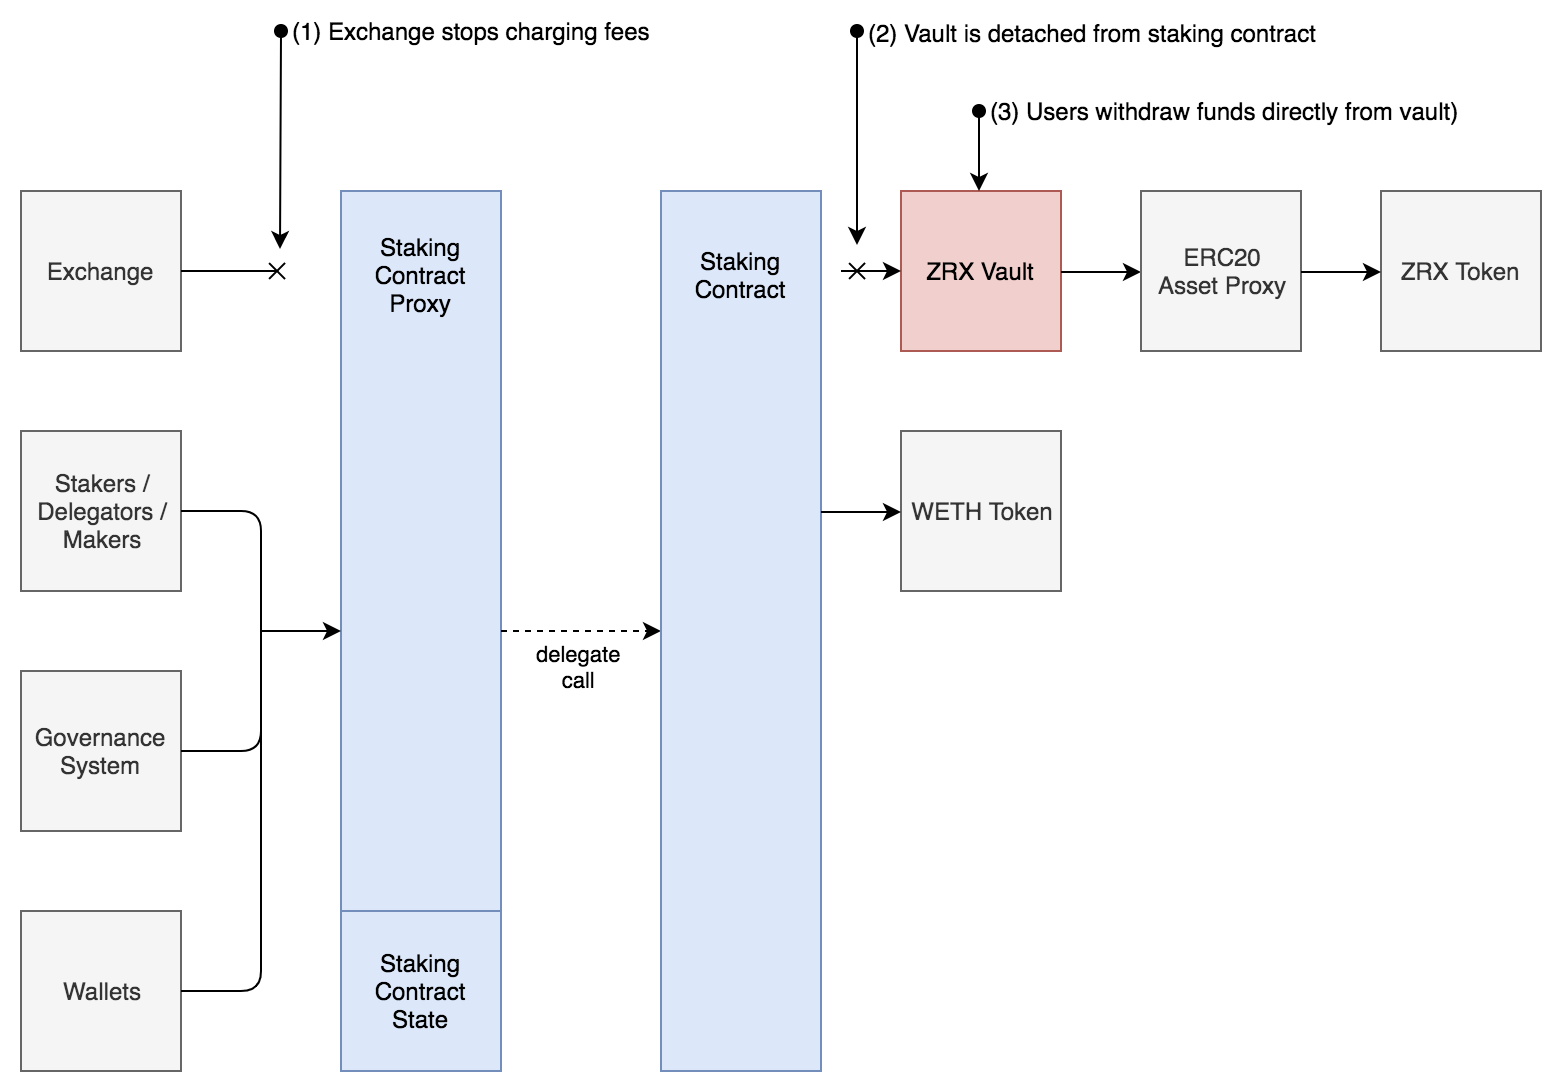 (1) Exchange stops charging fees
(2) Vault is detached from staking contract
(3) Users withdraw funds directly from vault)
Exchange
Staking
Contract
Proxy
Staking
Contract
ZRX Vault
ERC20
Asset Proxy
ZRX Token
Stakers /
Delegators /
Makers
WETH Token
delegate
call
Governance
System
Wallets
Staking
Contract
State